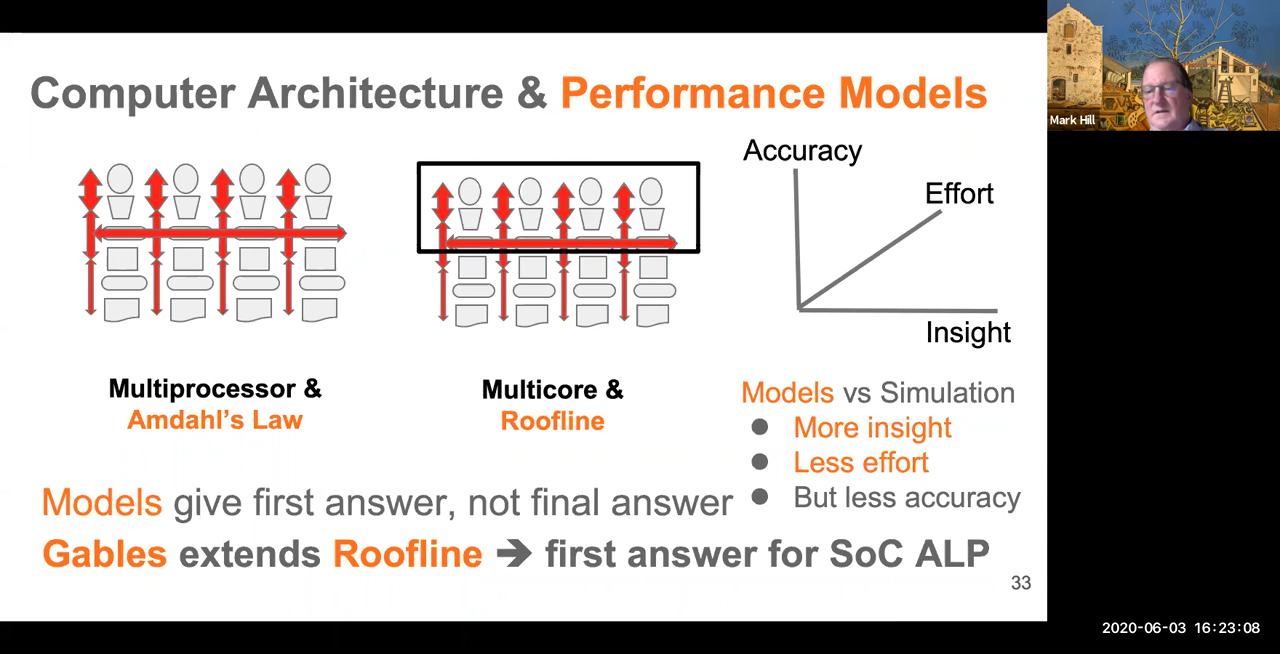 Computer Architecture & Performance Models
Mark Hill
Multiprocessor &
Amdahl's Law
Multicore &
Roofline
Accuracy
Effort
Insight
Models vs Simulation
● More insight
● Less effort
● But less accuracy
Models give first answer, not final answer
Gables extends Roofline ➔ first answer for SoC ALP
33
2020-06-03 16:23:08